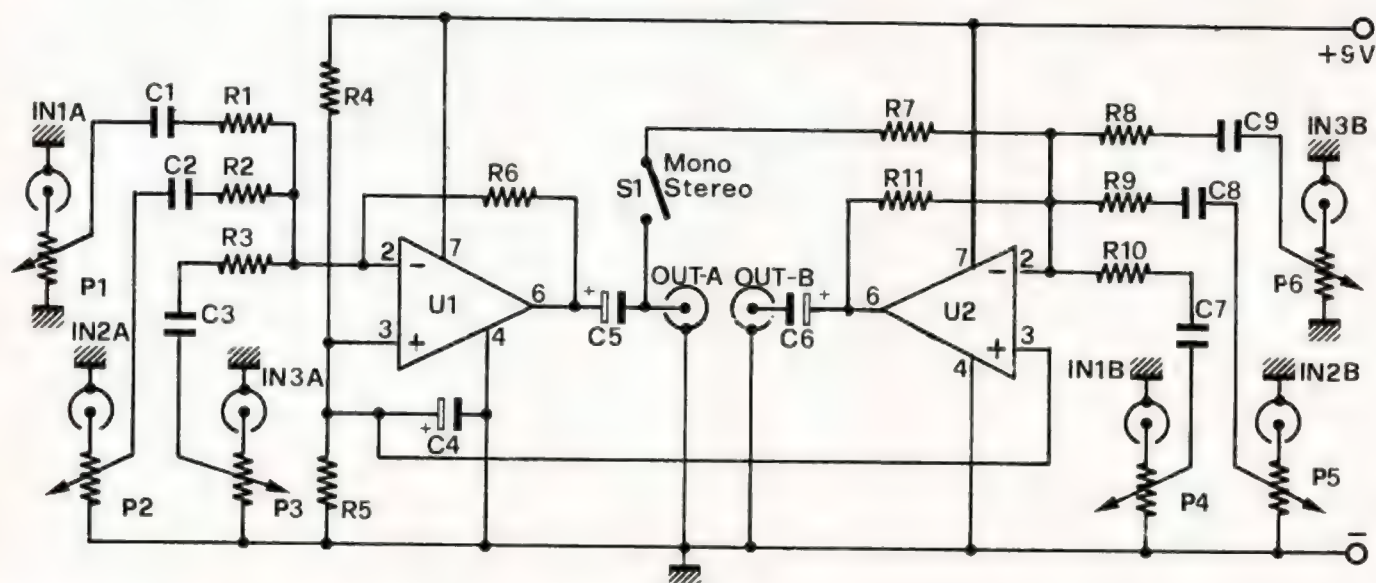 +9V
C1
R1
IN1A
R4
R7
R8
C9
IN3B
C2
R2
Mono
S1 Stereo
R6
R11
R9
C8
R3
R10
P1
2
-
7
U1
6
3
+
4
+
C5
OUT-A
OUT-B
C6
+
6
7
-
2
U2
+
3
4
C7
P6
C3
IN2A
IN3A
IN1B
IN2B
+
C4
P2
P3
R5
P4
P5
-